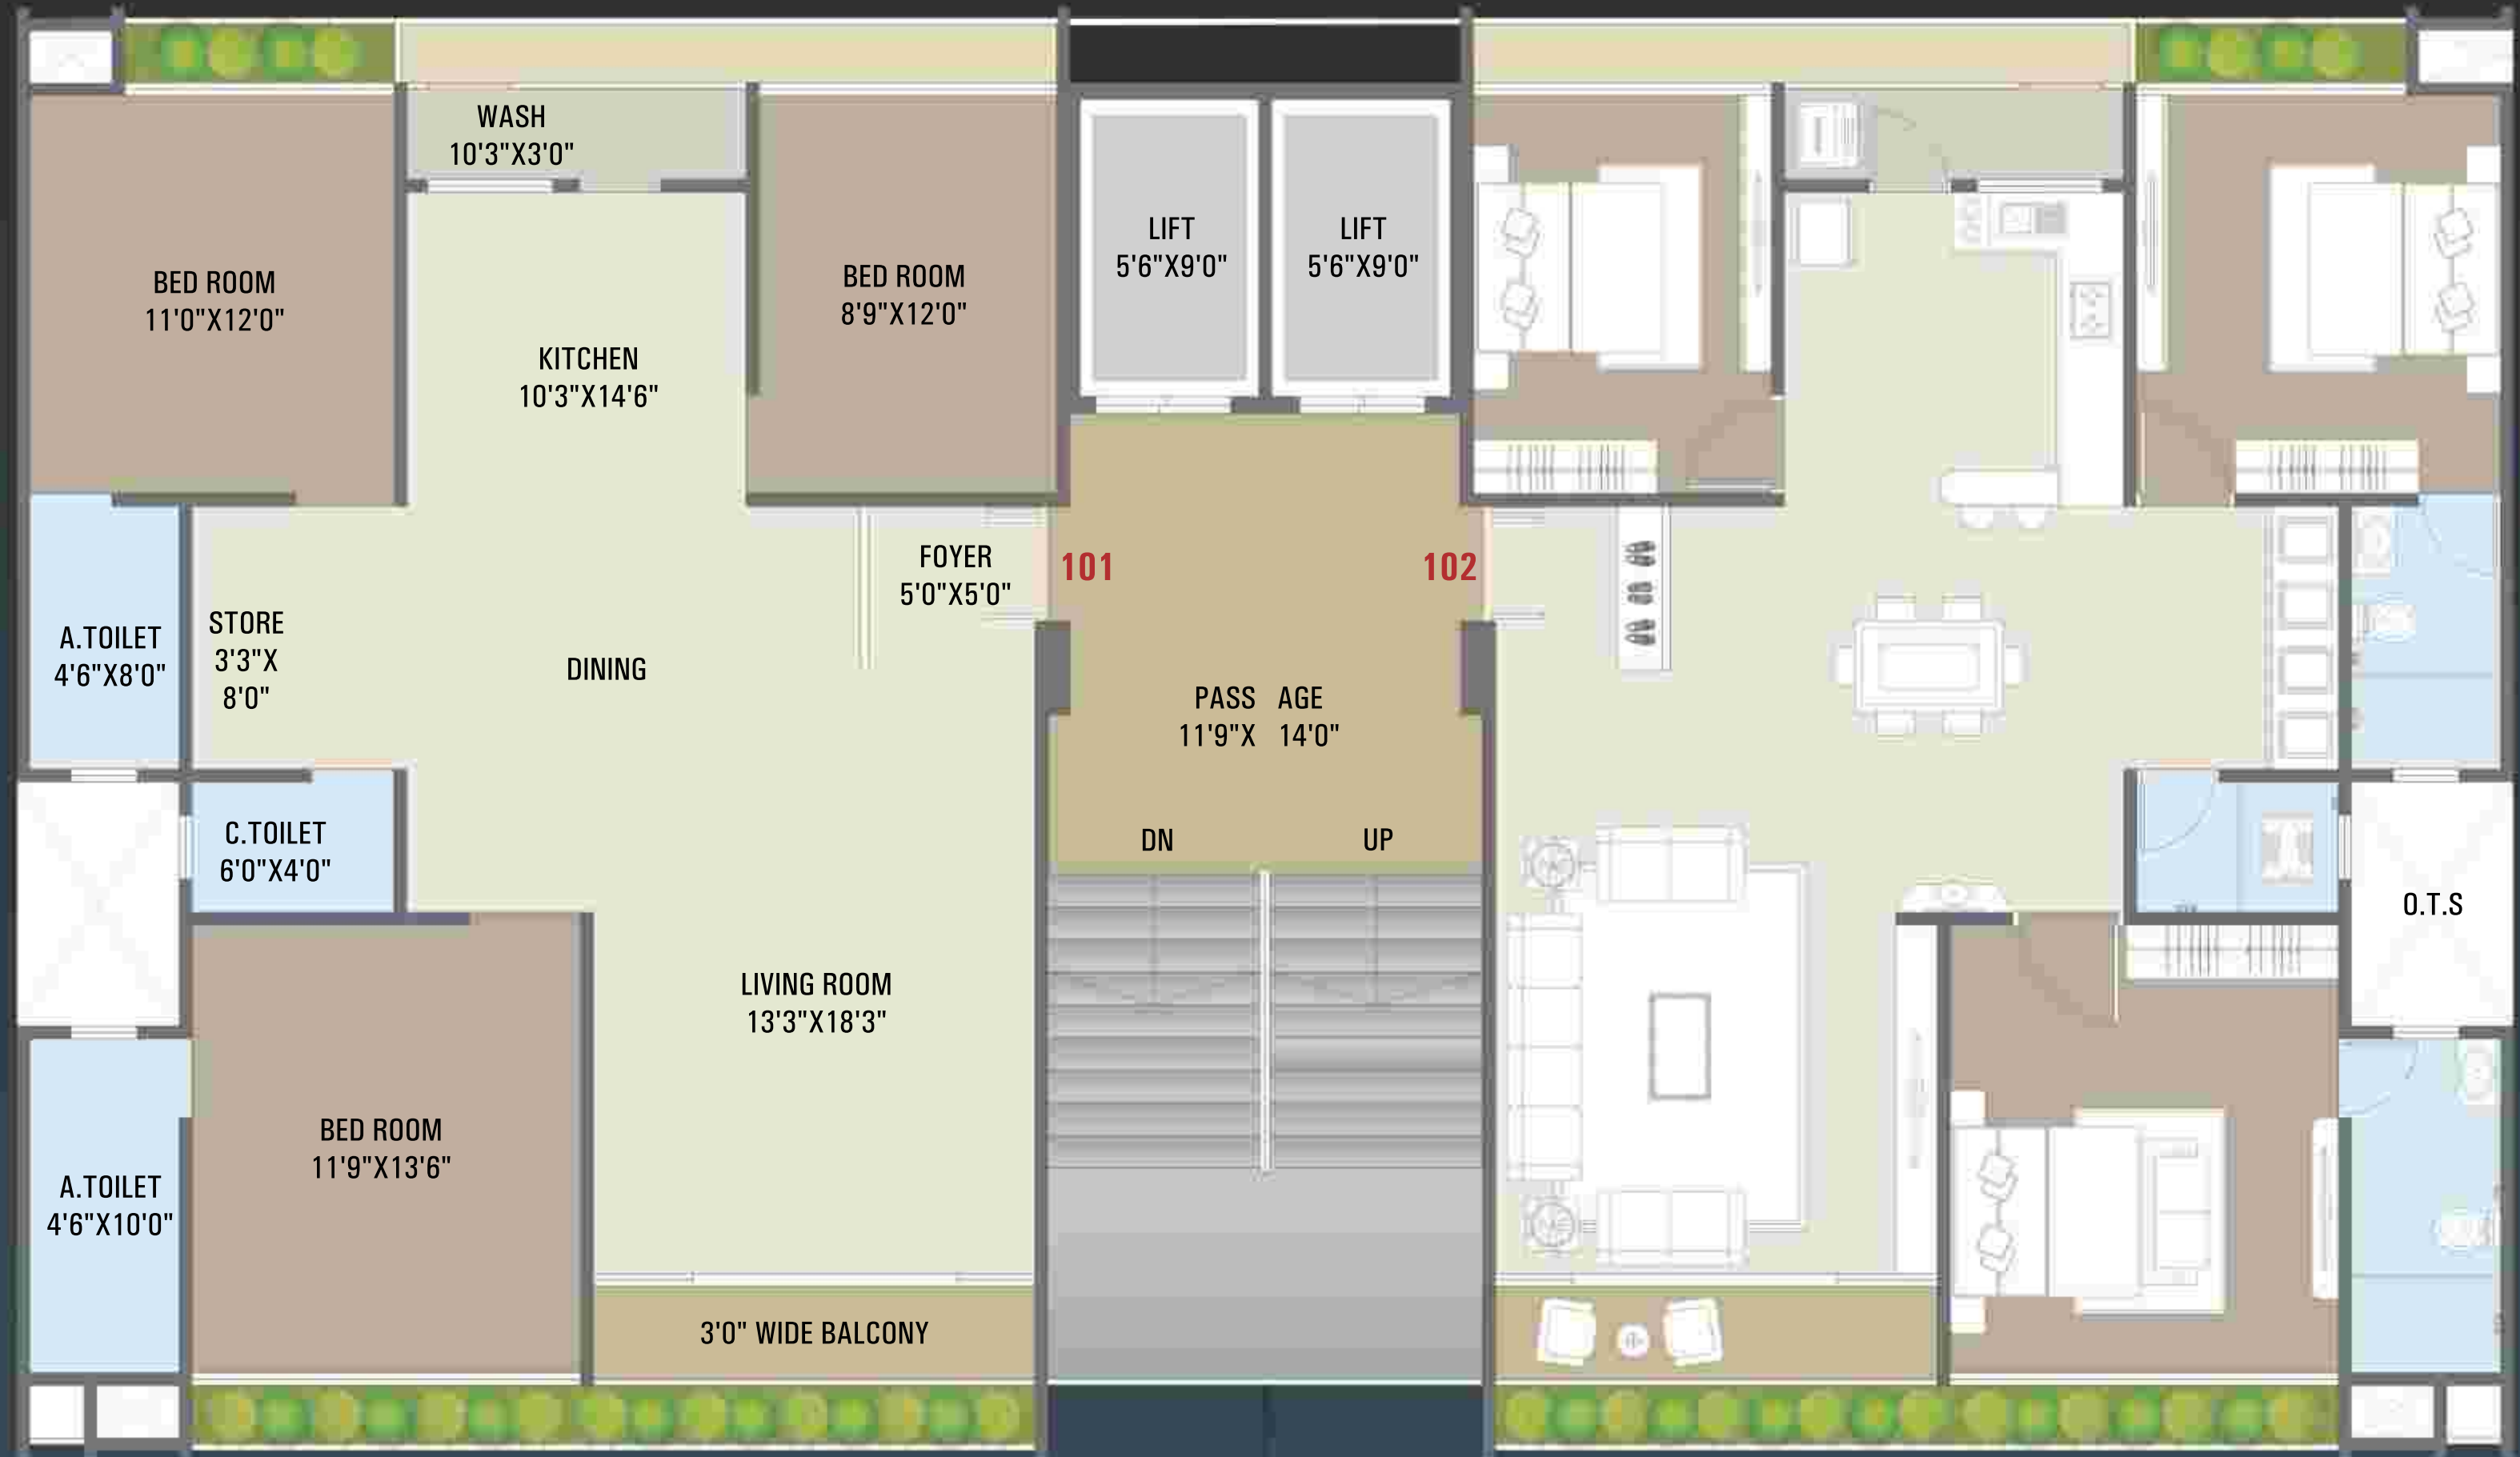 WASH
10'3"X3'0"
BED ROOM
11'0"X12'0"
KITCHEN
10'3"X14'6"
BED ROOM
8'9"X12'0"
LIFT
5'6"X9'0"
LIFT
5'6"X9'0"
FOYER
5'0"X5'0"
101
102
A.TOILET
4'6"X8'0"
STORE
3'3"X
8'0"
DINING
PASS AGE
11'9"X 14'0"
DN
UP
C.TOILET
6'0"X4'0"
O.T.S
LIVING ROOM
13'3"X18'3"
BED ROOM
11'9"X13'6"
A.TOILET
4'6"X10'0"
3'0" WIDE BALCONY